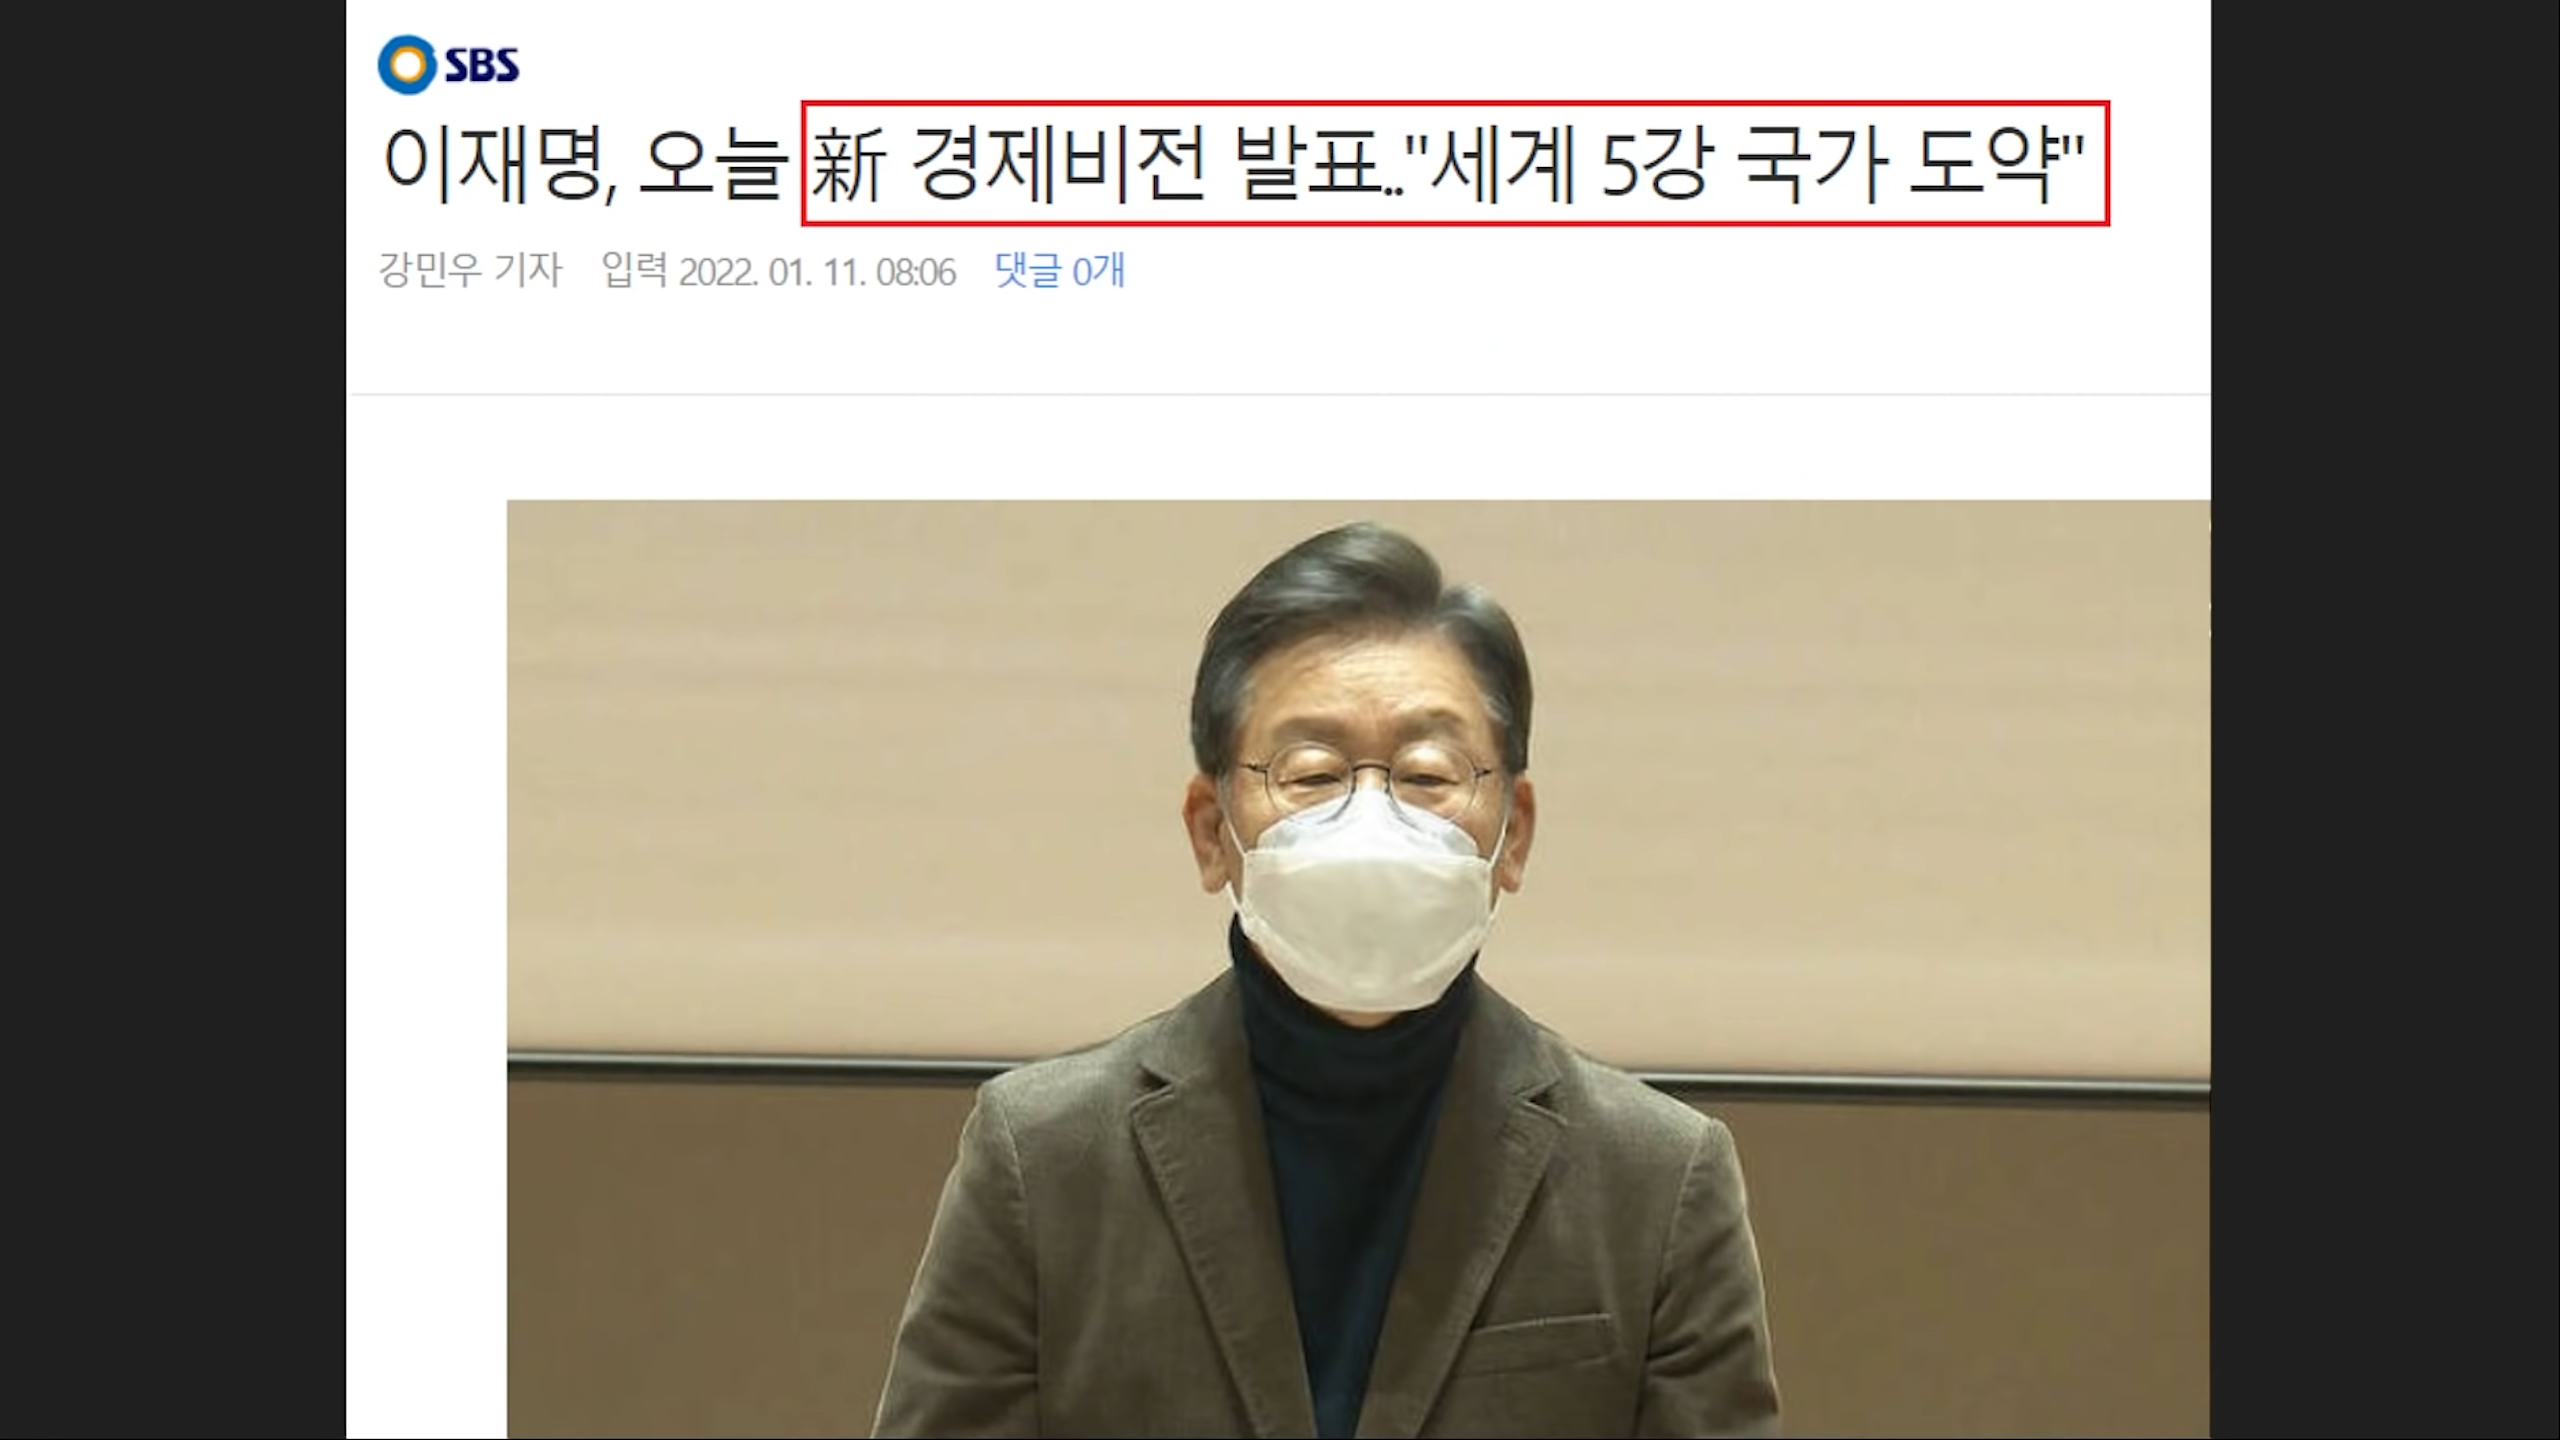 SBS
이재명, 오늘 新 경제비전 발표.."세계 5강 국가 도약"
강민우 기자 입력 2022. 01. 11. 08:06 댓글 0개